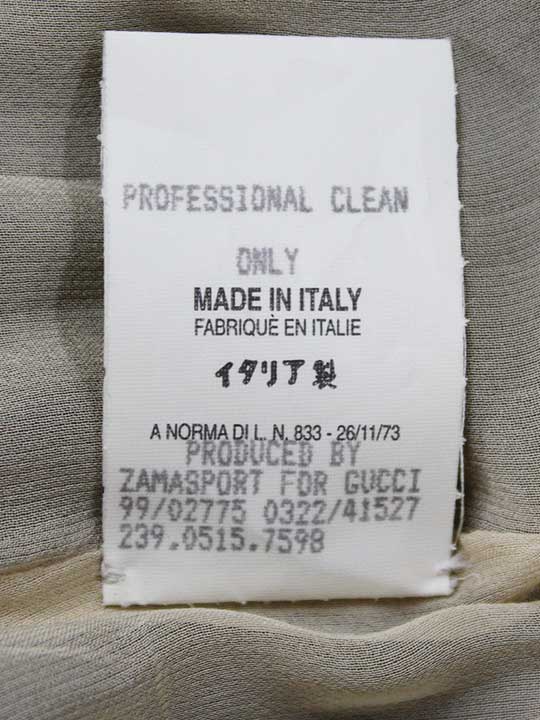 PROFESSIONAL CLEAN
ONLY
MADE IN ITALY
FABRIQUÈ EN ITALIE
イタリア製
A NORMA DI L. N. 833 - 26/11/73
PRODUCED BY
ZAMASPORT FOR GUCCI
99/02775 0322/41527
239.0515.7598